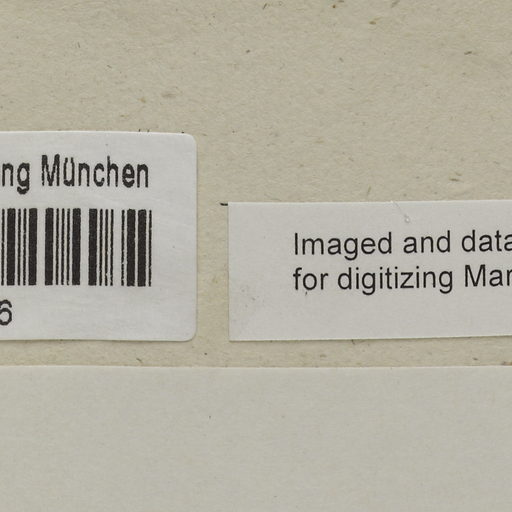 ng München
6
Imaged and data
for digitizing Mar